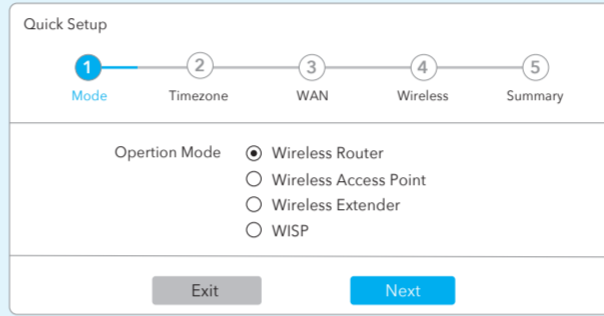 Quick Setup
1 2 3 4 5
Mode Timezone WAN Wireless Summary
Opertion Mode Wireless Router
Wireless Access Point
Wireless Extender
WISP
Exit Next